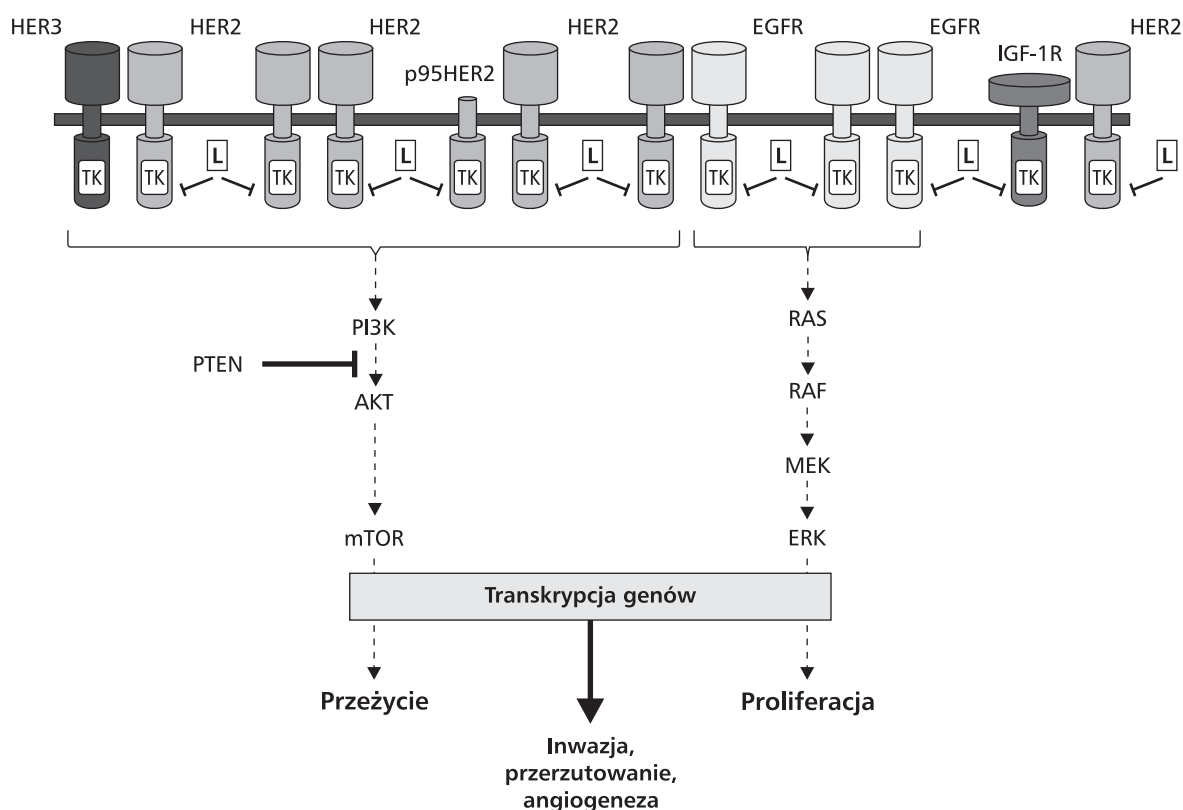 HER3
HER2
HER2
p95HER2
HER2
EGFR
EGFR
IGF-1R
HER2
L
L
L
L
L
L
TK
TK
TK
TK
TK
TK
TK
TK
TK
TK
TK
TK
PI3K
RAS
PTEN
AKT
RAF
MEK
mTOR
ERK
Transkrypcja genów
Przeżycie
Proliferacja
Inwazja,
przerzutowanie,
angiogeneza